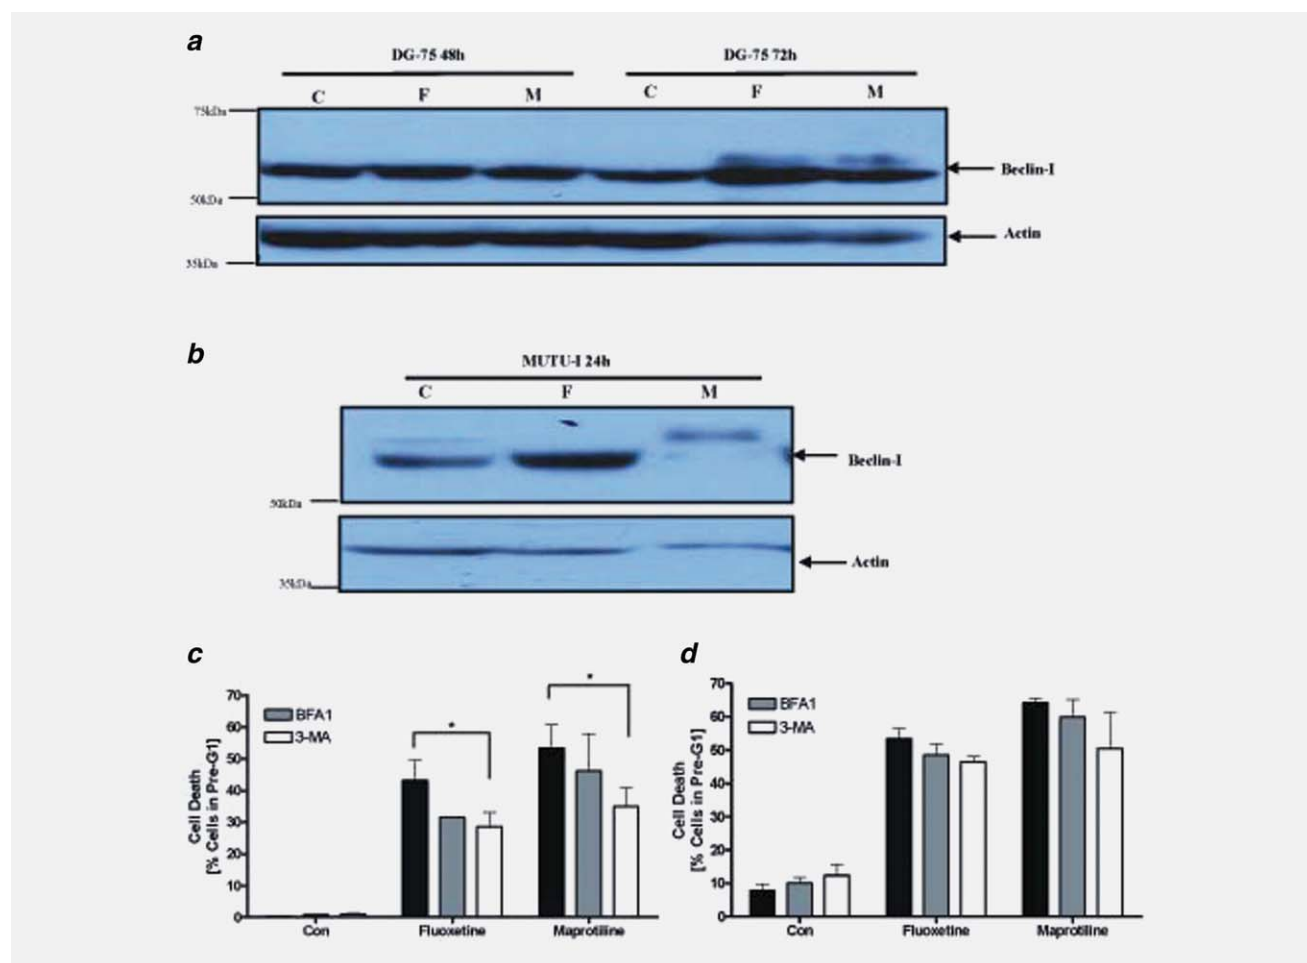 a
DG-75 48h DG-75 72h
C F M C F M
75kDa
Beclin-I
50kDa
Actin
35kDa
b
MUTU-I 24h
C F M
Beclin-I
50kDa
Actin
35kDa
c
70
60
50
40
30
20
10
0
Cell Death
[% Cells in Pre-G1]
BFA1
3-MA
*
*
Con Fluoxetine Maprotiline
d
70
60
50
40
30
20
10
0
Cell Death
[% Cells in Pre-G1]
BFA1
3-MA
Con Fluoxetine Maprotiline